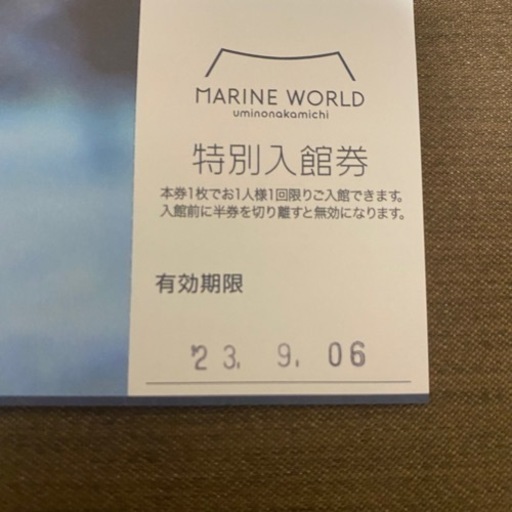 MARINE WORLD
uminonakamichi
特別入館券
本券1枚でお1人様1回限りご入館できます。
入館前に半券を切り離すと無効になります。
有効期限
'23. 9. 06